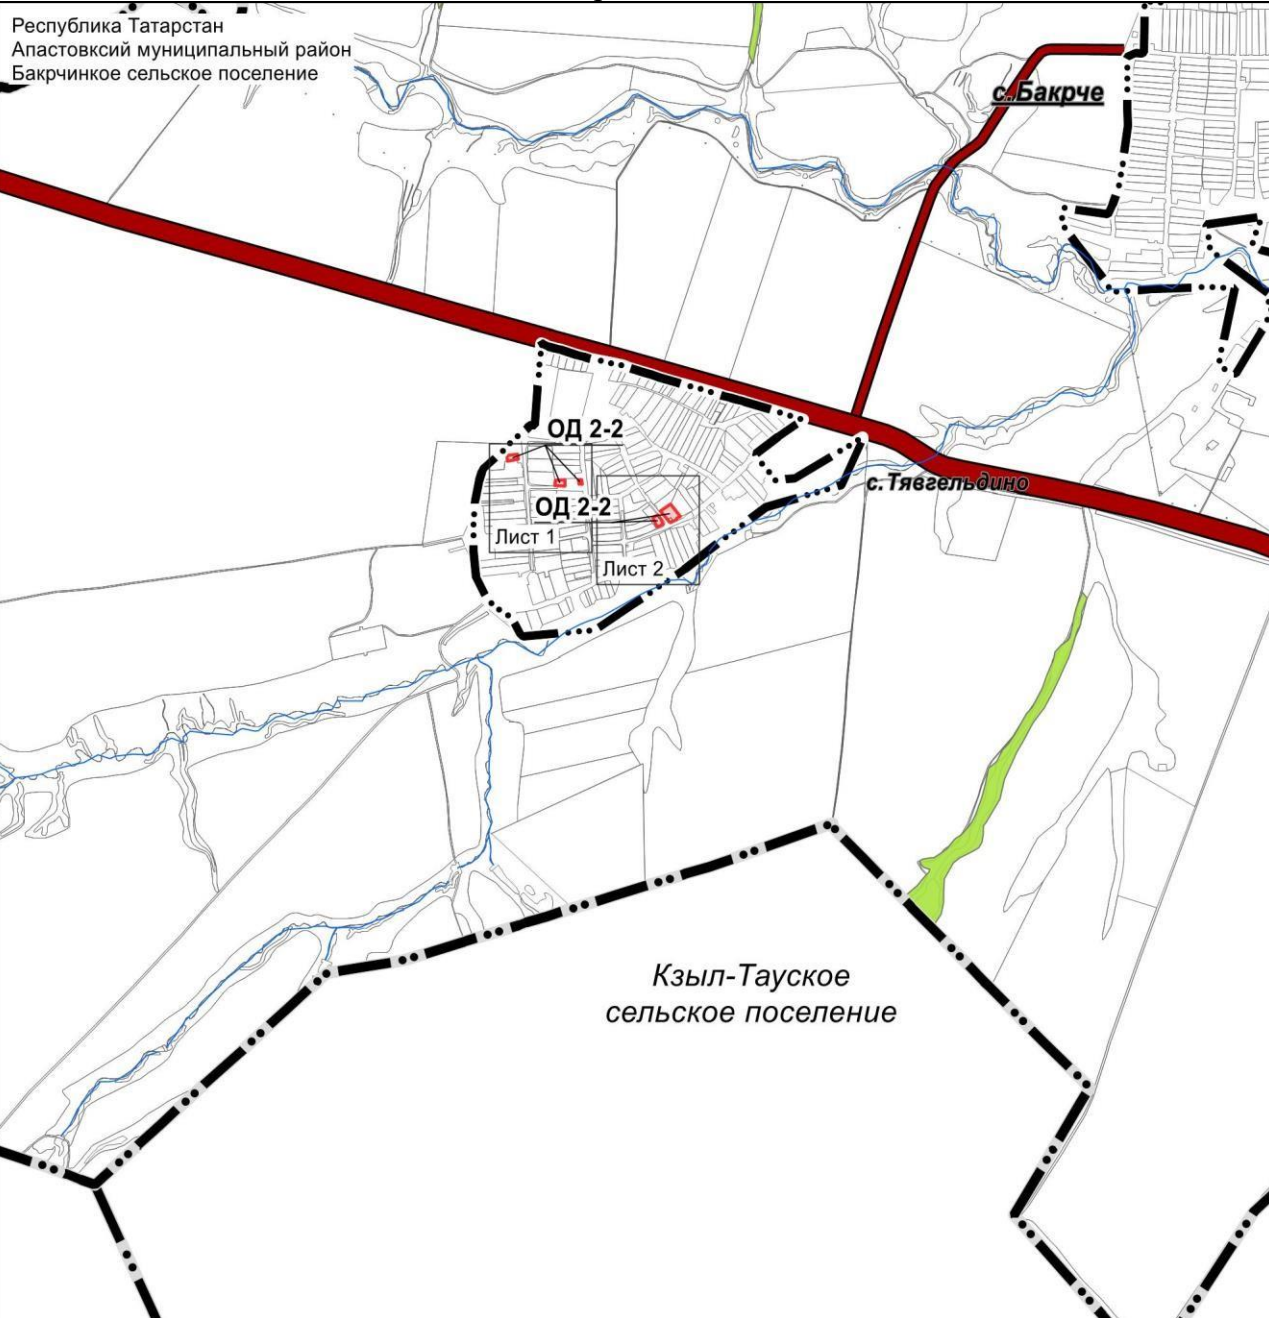 Республика Татарстан
Апастовксий муниципальный район
Бакрчинкое сельское поселение
с.Бакрче
ОД 2-2
с.Тявгельдино
ОД 2-2
Лист 1
Лист 2
Кзыл-Тауское
сельское поселение